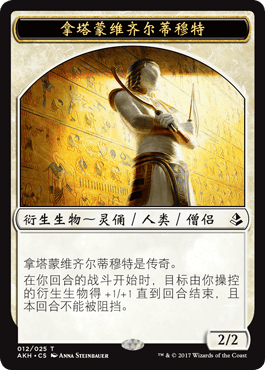 拿塔蒙维齐尔蒂穆特
衍生生物～灵俑 / 人类 / 僧侣
拿塔蒙维齐尔蒂穆特是传奇。
在你回合的战斗开始时，目标由你操控
的衍生生物得 +1/+1 直到回合结束，且
本回合不能被阻挡。
2/2
012/025 T
AKH • CS ANNA STEINBAUER
™ & © 2017 Wizards of the Coast